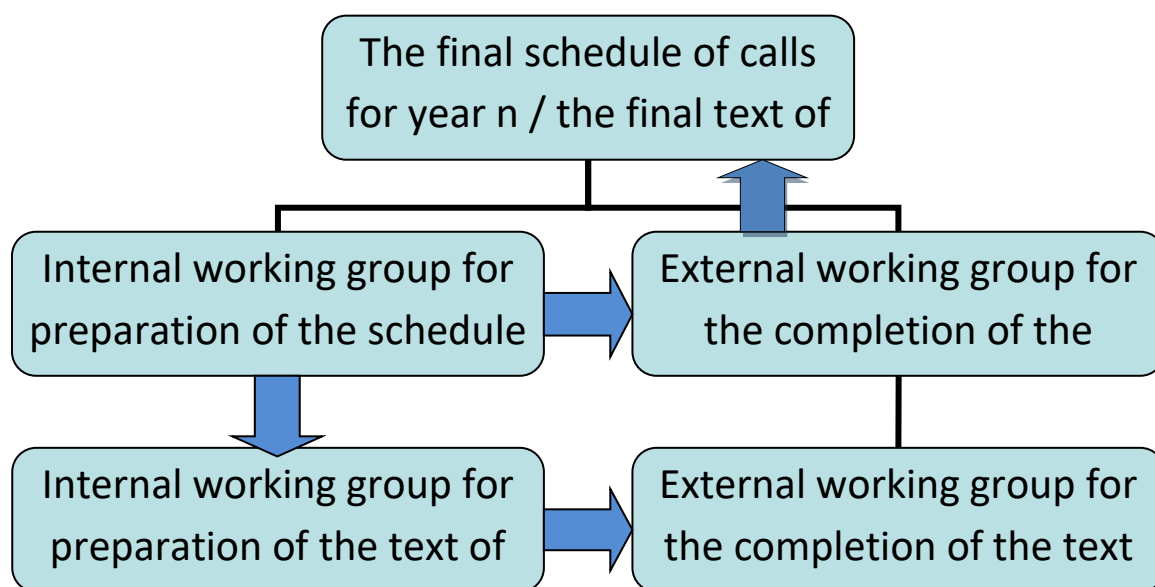 The final schedule of calls
for year n / the final text of
Internal working group for
preparation of the schedule
External working group for
the completion of the
Internal working group for
preparation of the text of
External working group for
the completion of the text